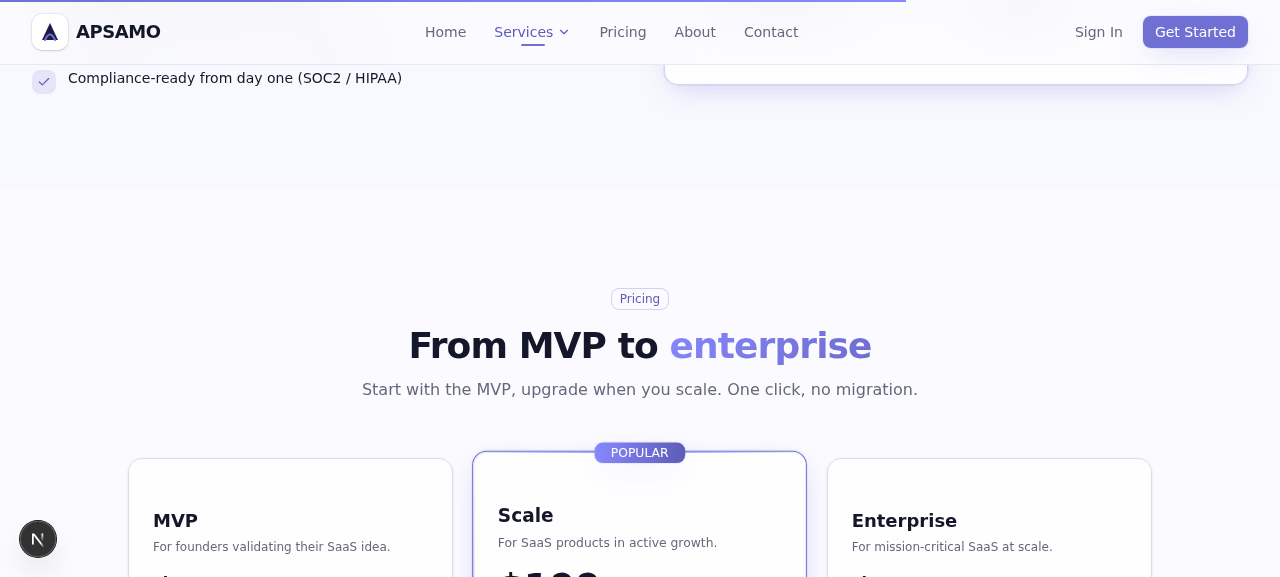 APSAMO
Home
Services
Pricing
About
Contact
Sign In
Get Started
Compliance-ready from day one (SOC2 / HIPAA)
Pricing
From MVP to enterprise
Start with the MVP, upgrade when you scale. One click, no migration.
POPULAR
MVP
For founders validating their SaaS idea.
Scale
For SaaS products in active growth.
Enterprise
For mission-critical SaaS at scale.
N